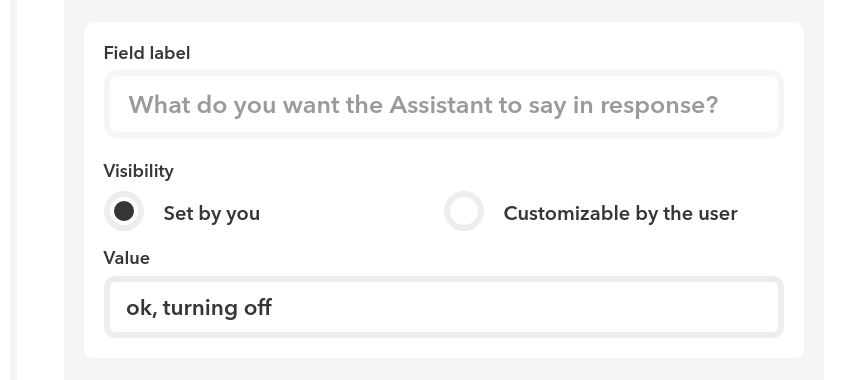 Field label
What do you want the Assistant to say in response?
Visibility
Set by you
Customizable by the user
Value
ok, turning off